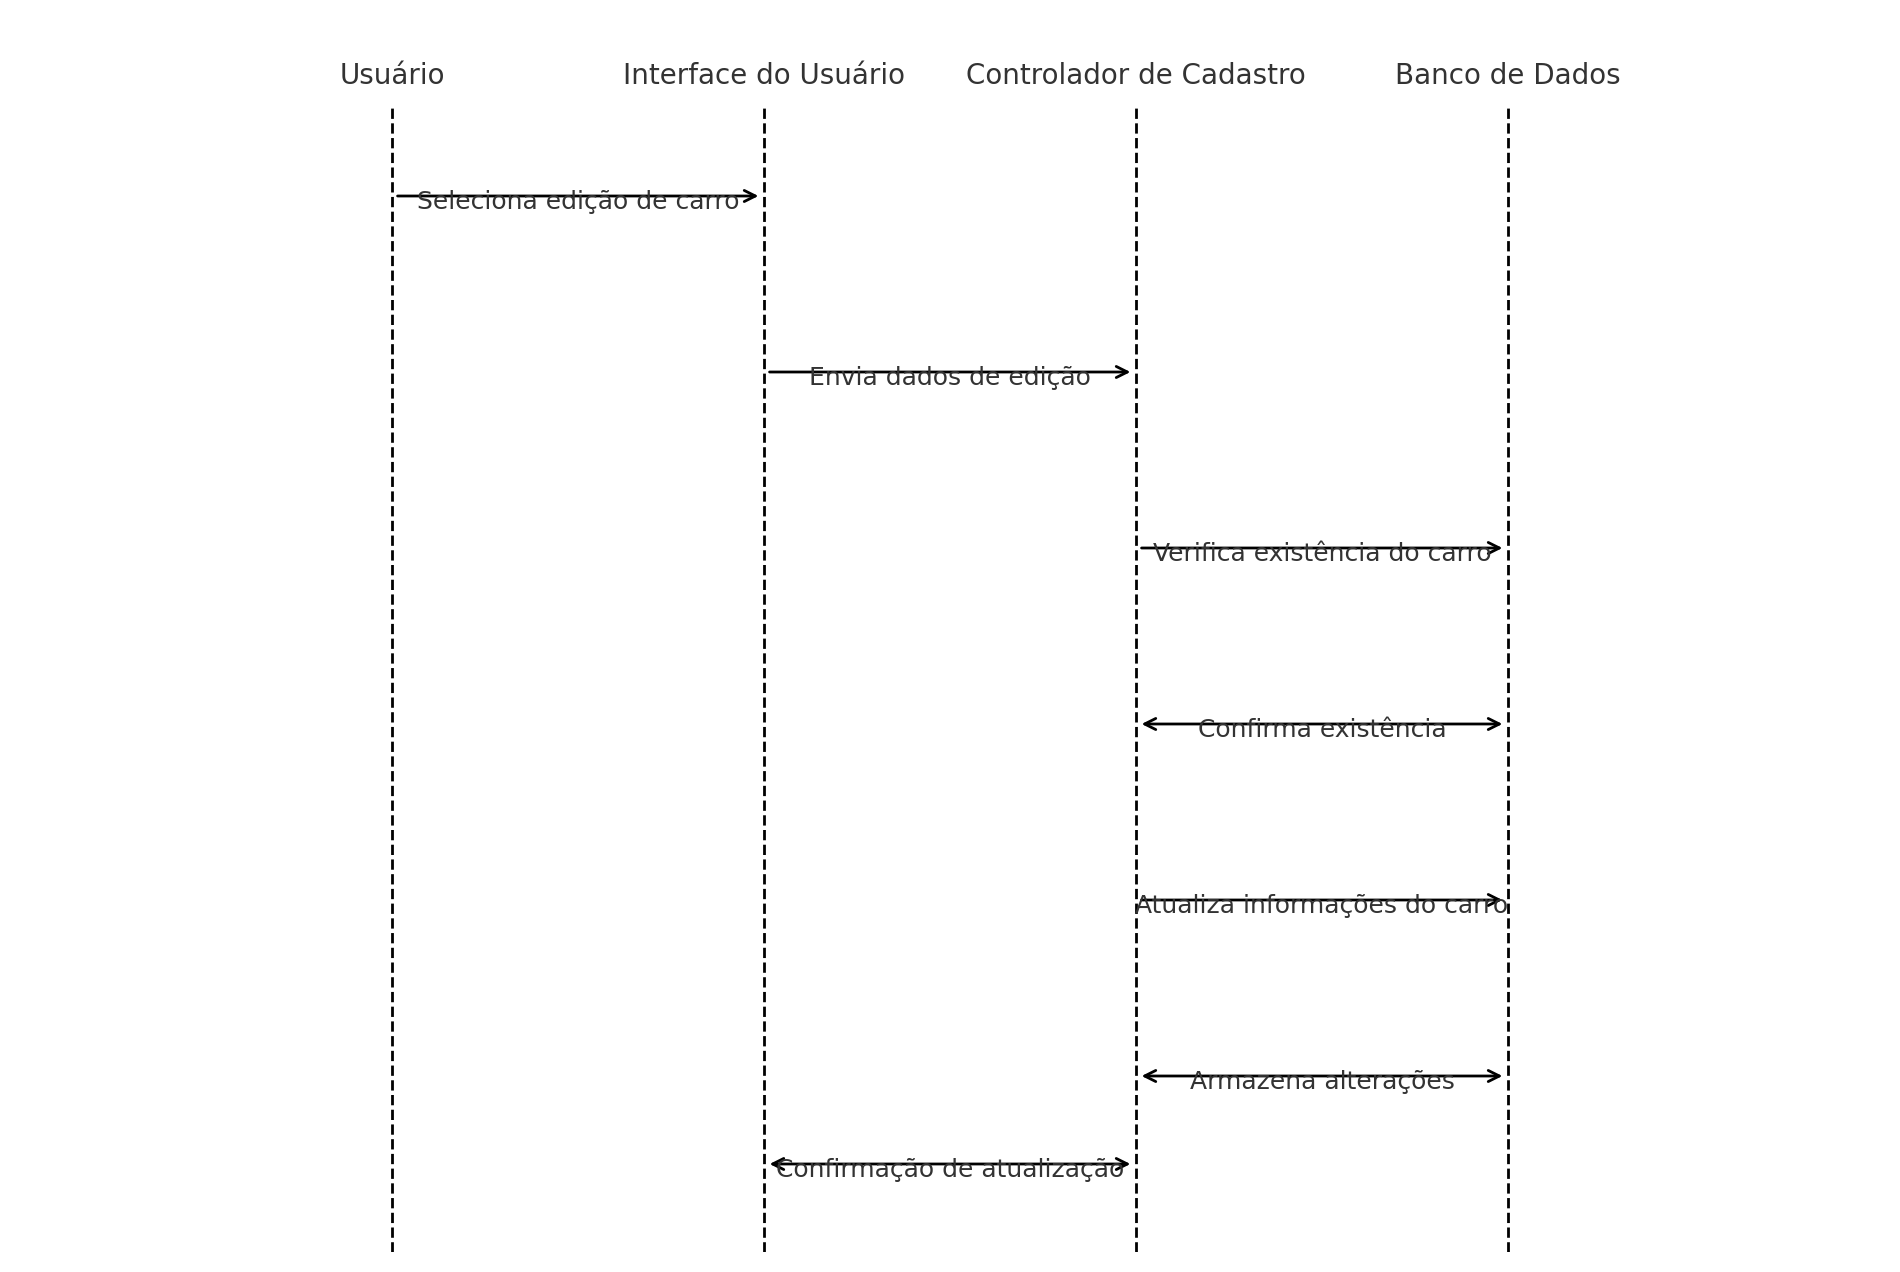 Usuário
Interface do Usuário
Controlador de Cadastro
Banco de Dados
Seleciona edição de carro
Envia dados de edição
Verifica existência do carro
Confirma existência
Atualiza informações do carro
Armazena alterações
Confirmação de atualização